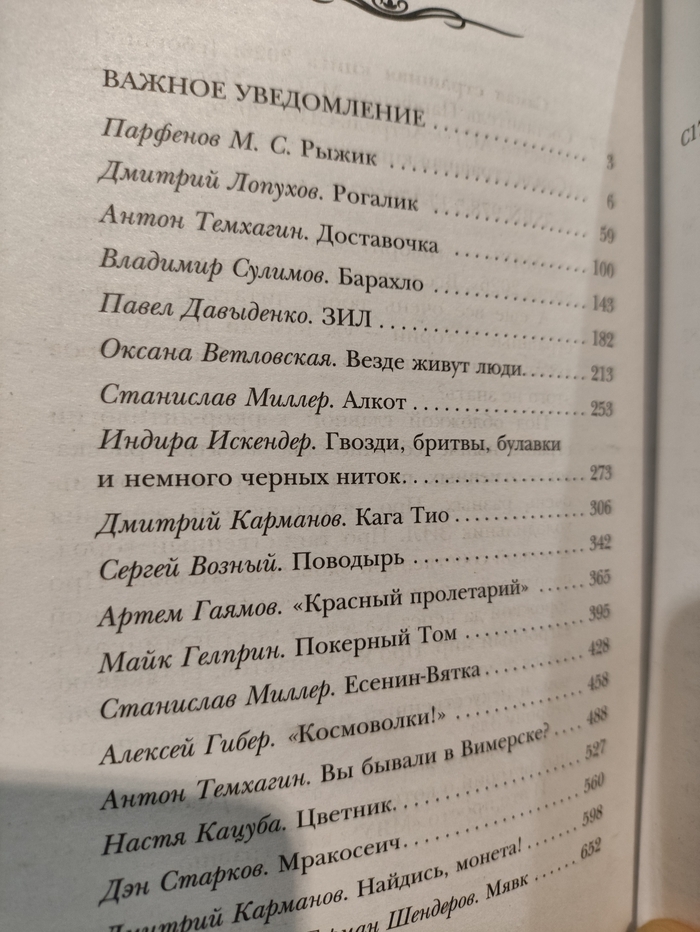 ВАЖНОЕ УВЕДОМЛЕНИЕ ............... 3
Парфенов М. С. Рыжик ............... 6
Дмитрий Лопухов. Рогалик ............... 59
Антон Темхагин. Доставочка ............... 100
Владимир Сулимов. Барахло ............... 143
Павел Давыденко. ЗИЛ ............... 182
Оксана Ветловская. Везде живут люди ........ 213
Станислав Миллер. Алкот ............... 253
Индира Искендер. Гвозди, бритвы, булавки
и немного черных ниток ............... 273
Дмитрий Карманов. Кага Тио ............... 306
Сергей Возный. Поводырь ............... 342
Артем Гаямов. «Красный пролетарий» ...... 365
Майк Гелприн. Покерный Том ............... 395
Станислав Миллер. Есенин-Вятка ............... 428
Алексей Гибер. «Космоволки!» ............... 458
Антон Темхагин. Вы бывали в Вимерске? .... 488
Настя Кацуба. Цветник ............... 527
Дэн Старков. Мракосеич ............... 560
Дмитрий Карманов. Найдись, монета! ...... 598
Шендеров. Мявк ...... 652